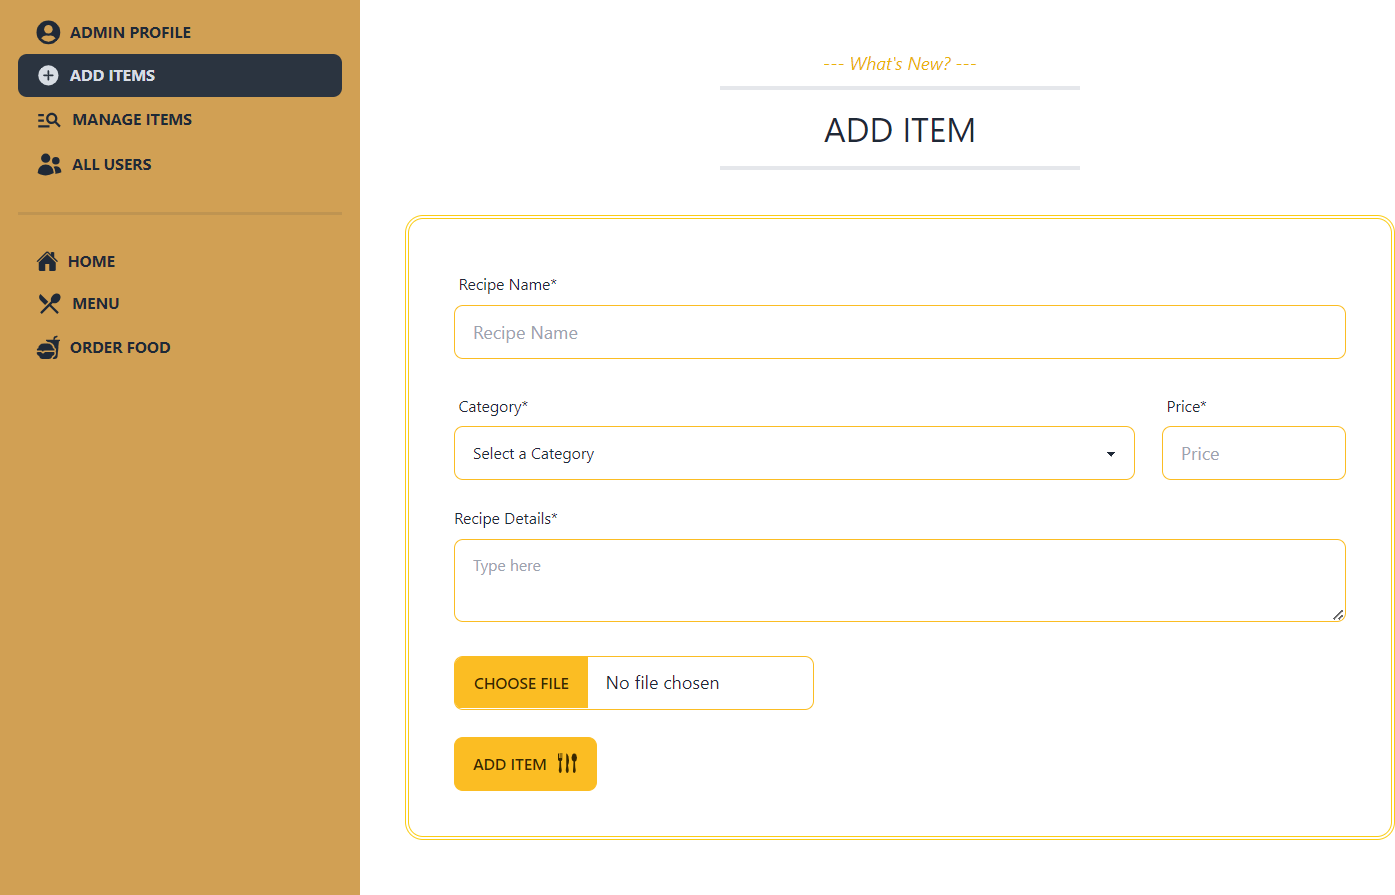 ADMIN PROFILE
ADD ITEMS
MANAGE ITEMS
ALL USERS
HOME
MENU
ORDER FOOD
--- What's New? ---
ADD ITEM
Recipe Name*
Recipe Name
Category*
Select a Category
Price*
Price
Recipe Details*
Type here
CHOOSE FILE No file chosen
ADD ITEM